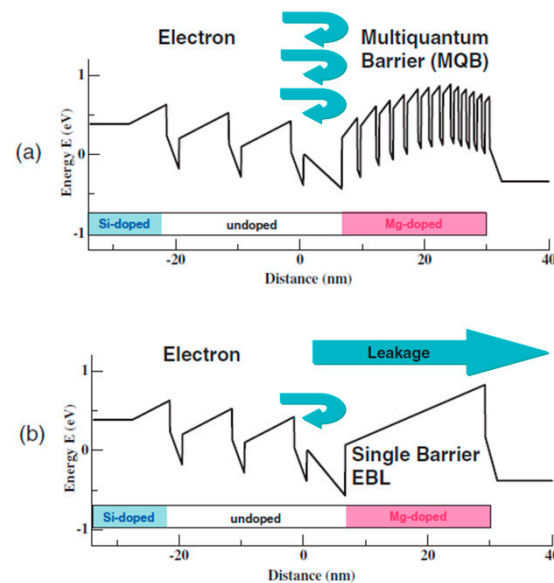 Electron
Multiquantum
Barrier (MQB)
(a)
Energy E (eV)
1
0
-1
Si-doped
undoped
Mg-doped
-20
0
20
40
Distance (nm)
Electron
Leakage
(b)
Energy E (eV)
1
0
-1
Single Barrier
EBL
Si-doped
undoped
Mg-doped
-20
0
20
40
Distance (nm)